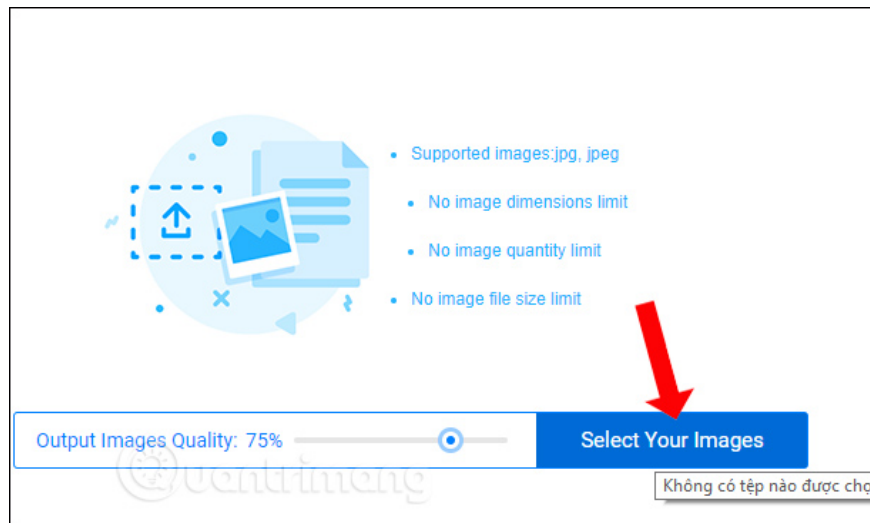 Supported images:jpg, jpeg
No image dimensions limit
No image quantity limit
No image file size limit
Output Images Quality: 75%
Select Your Images
Quantrimang
Không có tệp nào được